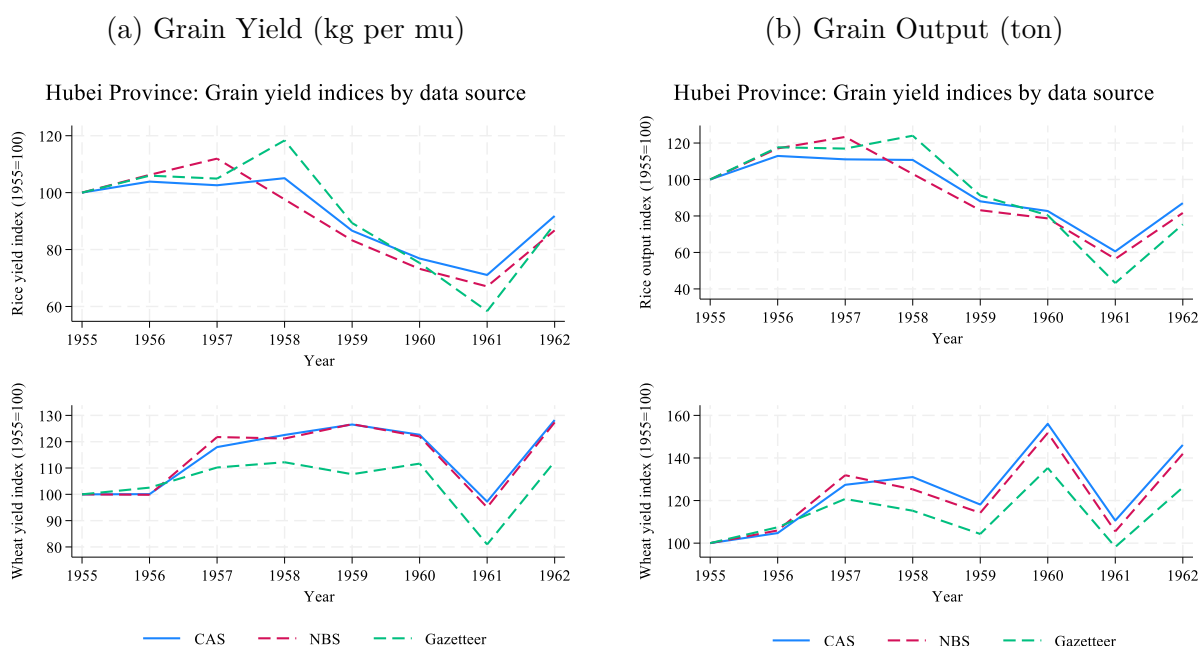 (a) Grain Yield (kg per mu)
Hubei Province: Grain yield indices by data source
Rice yield index (1955=100)
120
100
80
60
1955 1956 1957 1958 1959 1960 1961 1962
Year
Wheat yield index (1955=100)
130
120
110
100
90
80
1955 1956 1957 1958 1959 1960 1961 1962
Year
CAS NBS Gazetteer
(b) Grain Output (ton)
Hubei Province: Grain yield indices by data source
Rice output index (1955=100)
120
100
80
60
40
1955 1956 1957 1958 1959 1960 1961 1962
Year
Wheat yield index (1955=100)
160
140
120
100
1955 1956 1957 1958 1959 1960 1961 1962
Year
CAS NBS Gazetteer